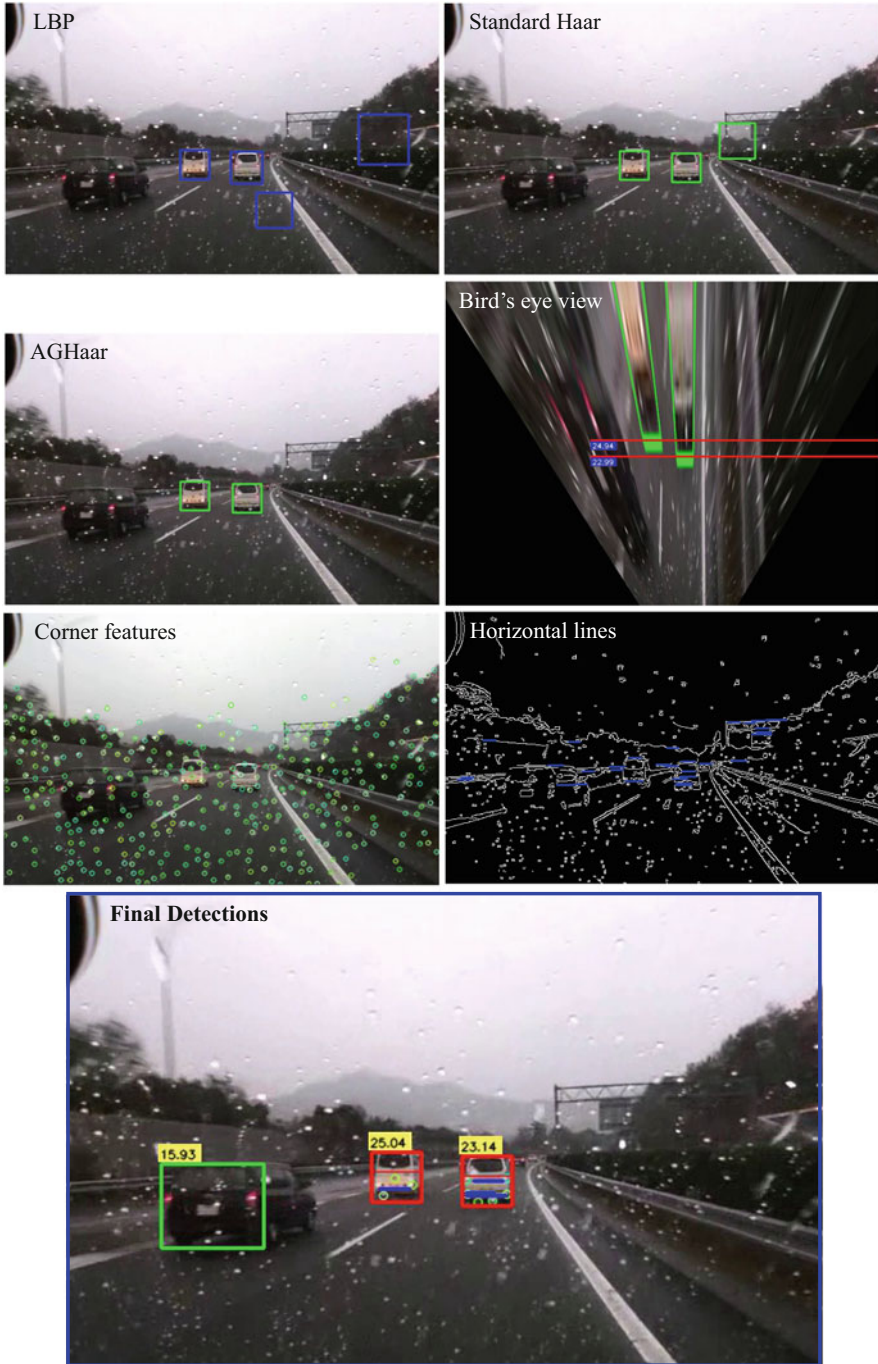 LBP
Standard Haar
Bird's eye view
AGHaar
24.94
22.99
Corner features
Horizontal lines
Final Detections
15.93
25.04
23.14